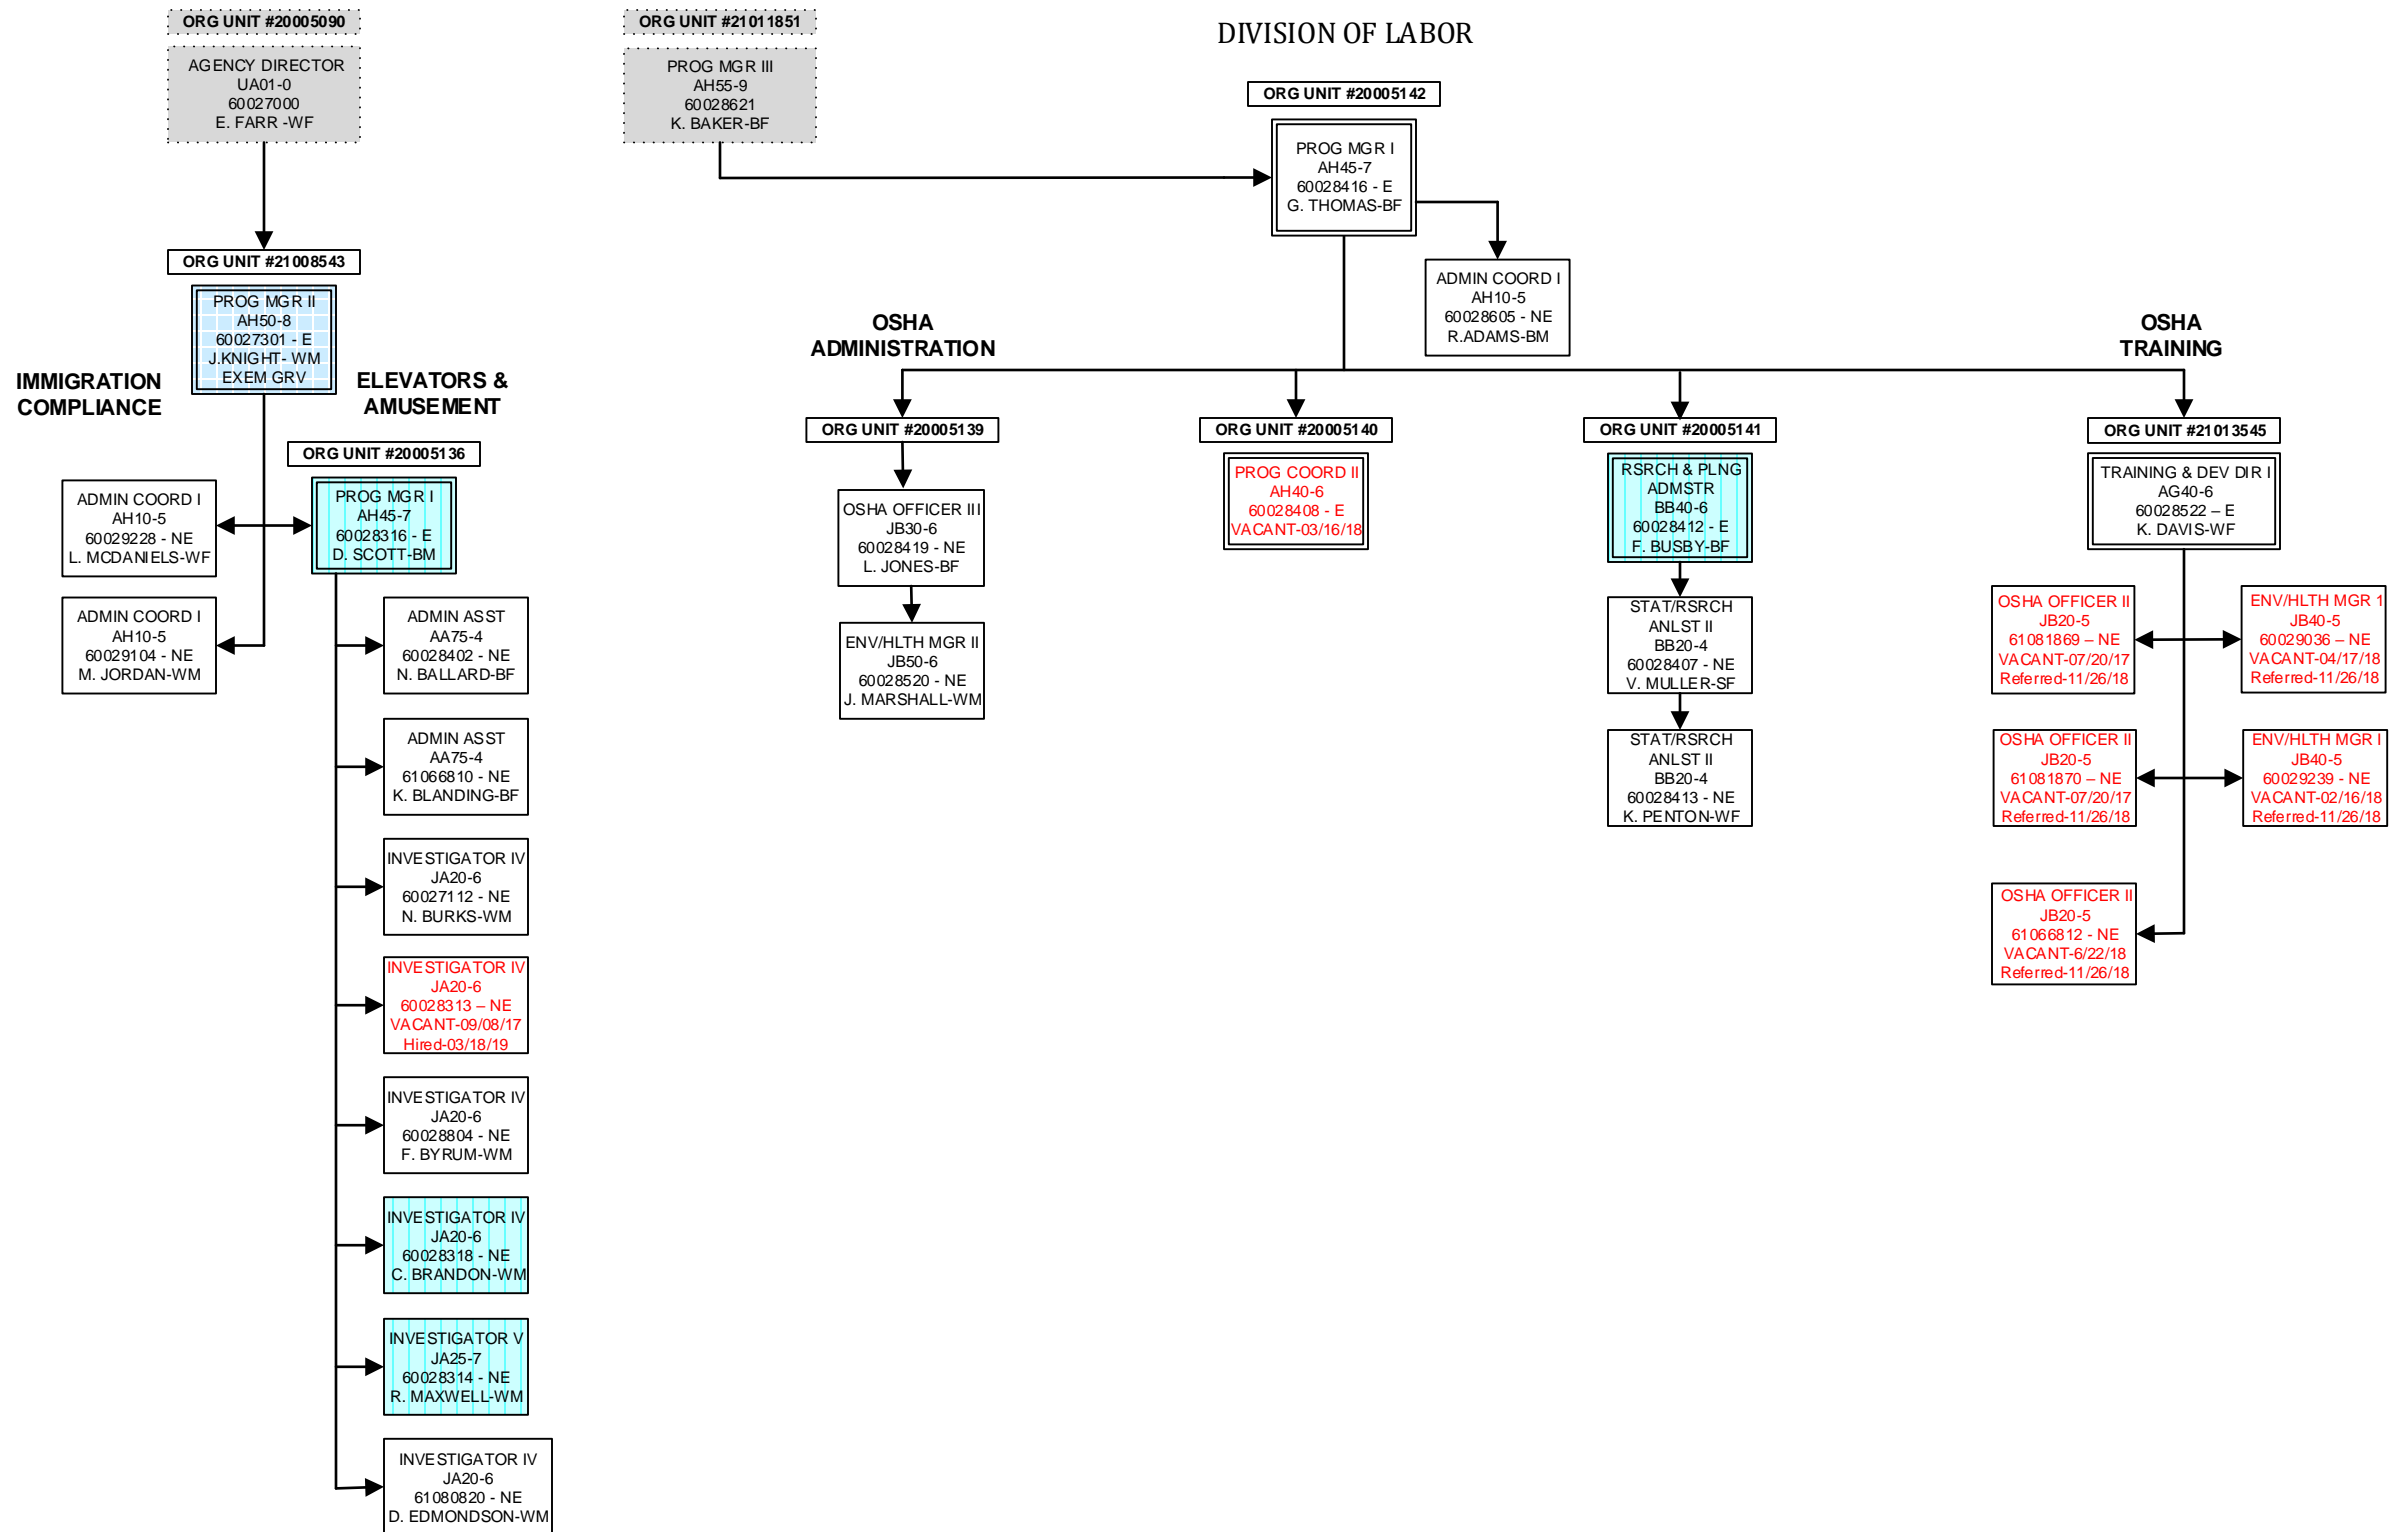 DIVISION OF LABOR
ORG UNIT #20005090
AGENCY DIRECTOR
UA01-0
60027000
E. FARR -WF
ORG UNIT #21011851
PROG MGR III
AH55-9
60028621
K. BAKER-BF
ORG UNIT #20005142
PROG MGR I
AH45-7
60028416 - E
G. THOMAS-BF
ADMIN COORD I
AH10-5
60028605 - NE
R.ADAMS-BM
ORG UNIT #21008543
PROG MGR II
AH50-8
60027301 - E
J.KNIGHT- WM
EXEM GRV
IMMIGRATION
COMPLIANCE
ELEVATORS &
AMUSEMENT
ADMIN COORD I
AH10-5
60029228 - NE
L. MCDANIELS-WF
ADMIN COORD I
AH10-5
60029104 - NE
M. JORDAN-WM
ORG UNIT #20005136
PROG MGR I
AH45-7
60028316 - E
D. SCOTT-BM
ADMIN ASST
AA75-4
60028402 - NE
N. BALLARD-BF
ADMIN ASST
AA75-4
61066810 - NE
K. BLANDING-BF
INVESTIGATOR IV
JA20-6
60027112 - NE
N. BURKS-WM
INVESTIGATOR IV
JA20-6
60028313 – NE
VACANT-09/08/17
Hired-03/18/19
INVESTIGATOR IV
JA20-6
60028804 - NE
F. BYRUM-WM
INVESTIGATOR IV
JA20-6
60028318 - NE
C. BRANDON-WM
INVESTIGATOR V
JA25-7
60028314 - NE
R. MAXWELL-WM
INVESTIGATOR IV
JA20-6
61080820 - NE
D. EDMONDSON-WM
OSHA
ADMINISTRATION
ORG UNIT #20005139
OSHA OFFICER III
JB30-6
60028419 - NE
L. JONES-BF
ENV/HLTH MGR II
JB50-6
60028520 - NE
J. MARSHALL-WM
ORG UNIT #20005140
PROG COORD II
AH40-6
60028408 - E
VACANT-03/16/18
ORG UNIT #20005141
RSRCH & PLNG
ADMSTR
BB40-6
60028412 - E
F. BUSBY-BF
STAT/RSRCH
ANLST II
BB20-4
60028407 - NE
V. MULLER-SF
STAT/RSRCH
ANLST II
BB20-4
60028413 - NE
K. PENTON-WF
OSHA
TRAINING
ORG UNIT #21013545
TRAINING & DEV DIR I
AG40-6
60028522 – E
K. DAVIS-WF
OSHA OFFICER II
JB20-5
61081869 – NE
VACANT-07/20/17
Referred-11/26/18
ENV/HLTH MGR 1
JB40-5
60029036 – NE
VACANT-04/17/18
Referred-11/26/18
OSHA OFFICER II
JB20-5
61081870 – NE
VACANT-07/20/17
Referred-11/26/18
ENV/HLTH MGR I
JB40-5
60029239 - NE
VACANT-02/16/18
Referred-11/26/18
OSHA OFFICER II
JB20-5
61066812 - NE
VACANT-6/22/18
Referred-11/26/18